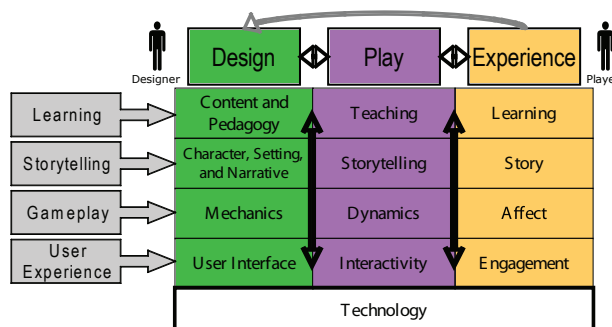 Design
Play
Experience
Designer
Playe
Learning
Content and
Pedagogy
Teaching
Learning
Storytelling
Character, Setting,
and Narrative
Storytelling
Story
Gameplay
Mechanics
Dynamics
Affect
User
Experience
User Interface
Interactivity
Engagement
Technology